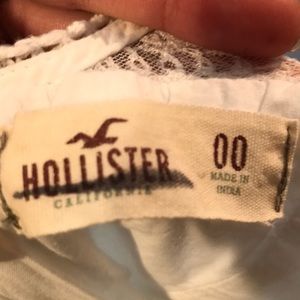 HOLLISTER
CALIFORNIA
00
MADE IN
INDIA